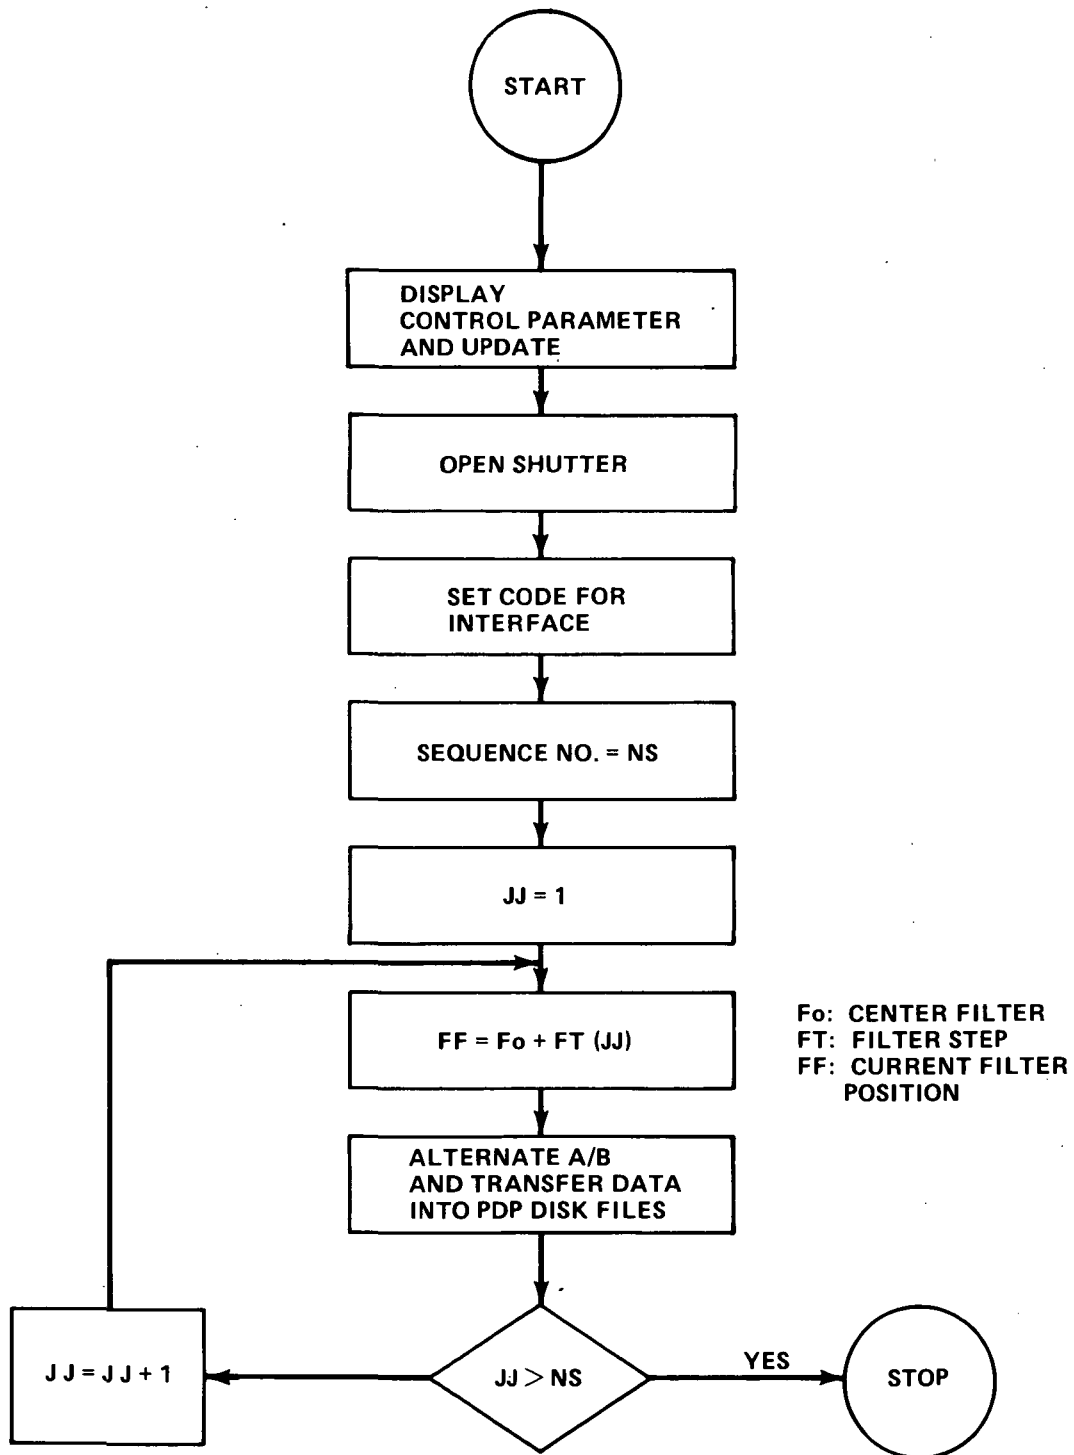 START
DISPLAY
CONTROL PARAMETER
AND UPDATE
OPEN SHUTTER
SET CODE FOR
INTERFACE
SEQUENCE NO. = NS
JJ = 1
FF = Fo + FT (JJ)
Fo: CENTER FILTER
FT: FILTER STEP
FF: CURRENT FILTER
POSITION
ALTERNATE A/B
AND TRANSFER DATA
INTO PDP DISK FILES
JJ = JJ + 1
JJ > NS
YES
STOP